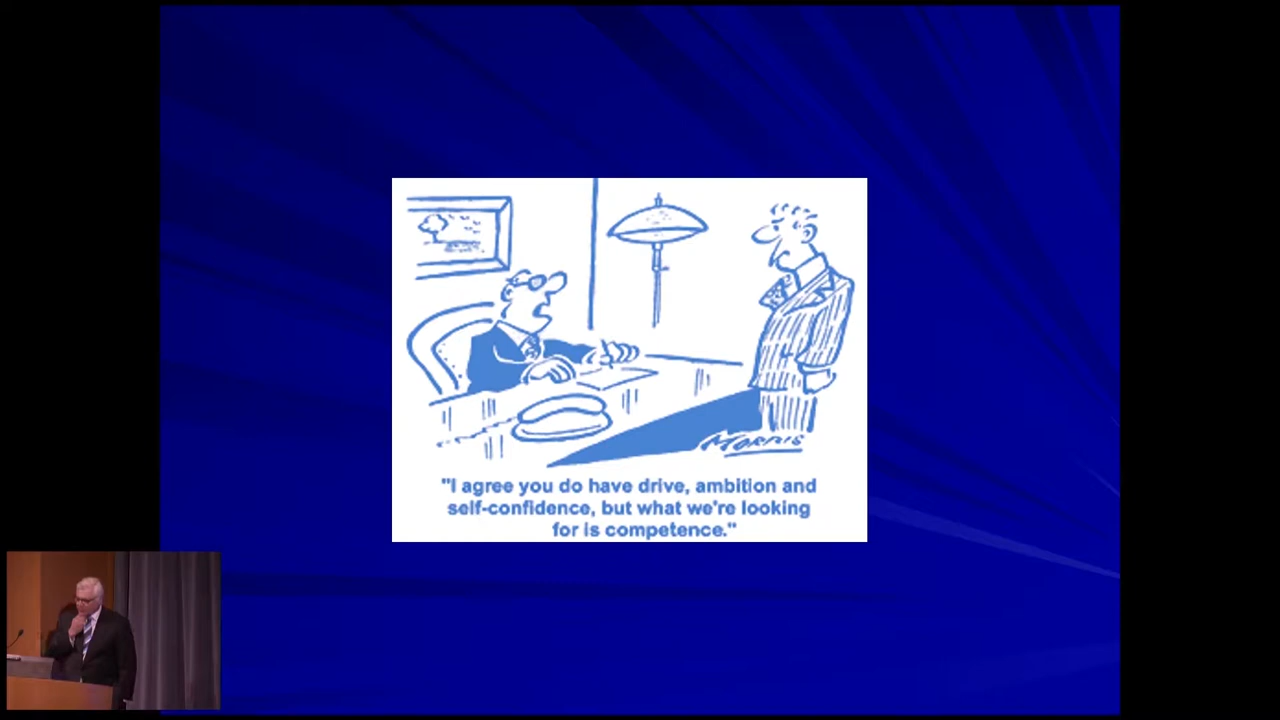 MORRIS
"I agree you do have drive, ambition and
self-confidence, but what we're looking
for is competence."